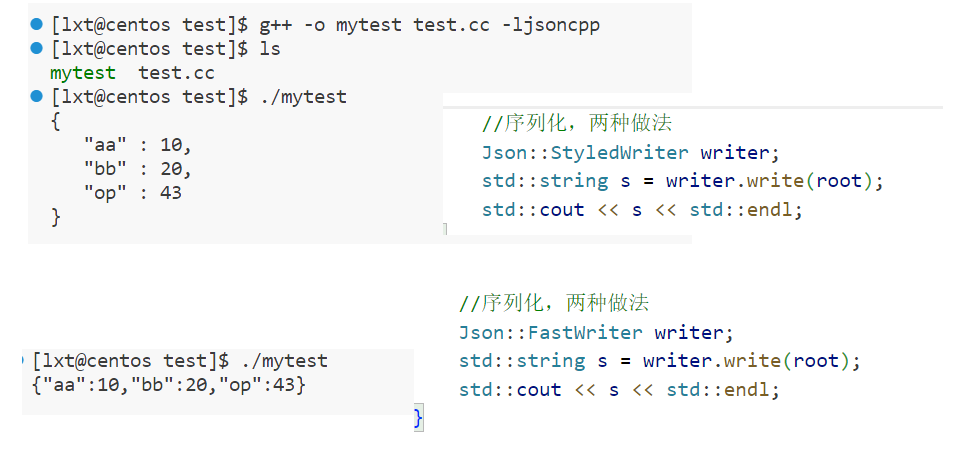 [lxt@centos test]$ g++ -o mytest test.cc -ljsoncpp
[lxt@centos test]$ ls
mytest  test.cc
[lxt@centos test]$ ./mytest
{
   "aa" : 10,
   "bb" : 20,
   "op" : 43
}
//序列化，两种做法
Json::StyledWriter writer;
std::string s = writer.write(root);
std::cout << s << std::endl;
//序列化，两种做法
Json::FastWriter writer;
std::string s = writer.write(root);
std::cout << s << std::endl;
[lxt@centos test]$ ./mytest
{"aa":10,"bb":20,"op":43}
}